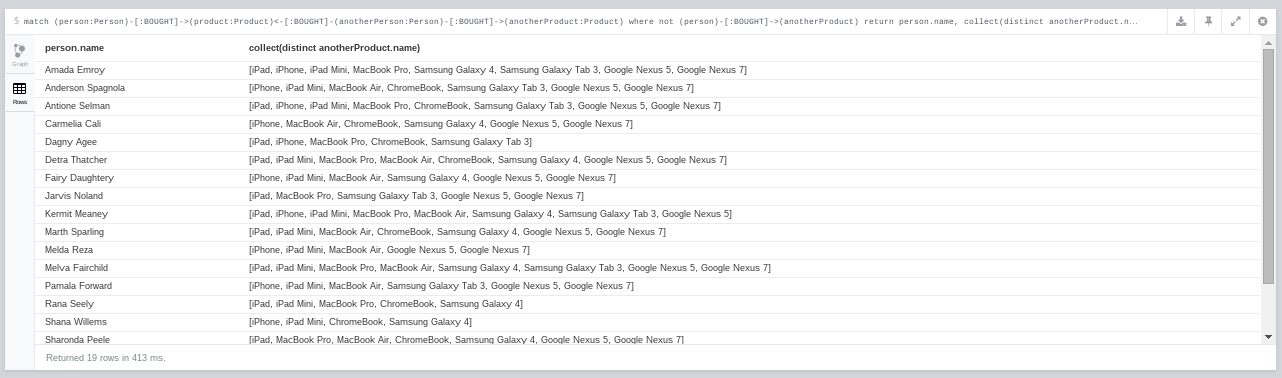 $ match (person:Person)-[:BOUGHT]->(product:Product)<-[:BOUGHT]-(anotherPerson:Person)-[:BOUGHT]->(anotherProduct:Product) where not (person)-[:BOUGHT]->(anotherProduct) return person.name, collect(distinct anotherProduct.n...
person.name collect(distinct anotherProduct.name)
Graph
Amada Emroy [iPad, iPhone, iPad Mini, MacBook Pro, Samsung Galaxy 4, Samsung Galaxy Tab 3, Google Nexus 5, Google Nexus 7]
Anderson Spagnola [iPhone, iPad Mini, MacBook Air, ChromeBook, Samsung Galaxy Tab 3, Google Nexus 5, Google Nexus 7]
Rows
Antione Selman [iPad, iPhone, iPad Mini, MacBook Pro, ChromeBook, Samsung Galaxy Tab 3, Google Nexus 5, Google Nexus 7]
Carmelia Cali [iPhone, MacBook Air, ChromeBook, Samsung Galaxy 4, Google Nexus 5, Google Nexus 7]
Dagny Agee [iPad, iPhone, MacBook Pro, ChromeBook, Samsung Galaxy Tab 3]
Detra Thatcher [iPad, iPad Mini, MacBook Pro, MacBook Air, ChromeBook, Samsung Galaxy 4, Google Nexus 5, Google Nexus 7]
Fairy Daughtery [iPhone, iPad Mini, MacBook Air, Samsung Galaxy 4, Google Nexus 5, Google Nexus 7]
Jarvis Noland [iPad, MacBook Pro, Samsung Galaxy Tab 3, Google Nexus 5, Google Nexus 7]
Kermit Meaney [iPad, iPhone, iPad Mini, MacBook Pro, MacBook Air, Samsung Galaxy 4, Samsung Galaxy Tab 3, Google Nexus 5]
Marth Sparling [iPad, iPad Mini, MacBook Air, ChromeBook, Samsung Galaxy 4, Google Nexus 5, Google Nexus 7]
Melda Reza [iPhone, iPad Mini, MacBook Air, Google Nexus 5, Google Nexus 7]
Melva Fairchild [iPad, iPad Mini, MacBook Pro, MacBook Air, Samsung Galaxy 4, Samsung Galaxy Tab 3, Google Nexus 5, Google Nexus 7]
Pamala Forward [iPhone, iPad Mini, MacBook Air, Samsung Galaxy Tab 3, Google Nexus 5, Google Nexus 7]
Rana Seely [iPad, iPad Mini, MacBook Pro, ChromeBook, Samsung Galaxy 4]
Shana Willems [iPhone, iPad Mini, ChromeBook, Samsung Galaxy 4]
Sharonda Peele [iPad, MacBook Pro, MacBook Air, ChromeBook, Samsung Galaxy 4, Google Nexus 5, Google Nexus 7]
Returned 19 rows in 413 ms.